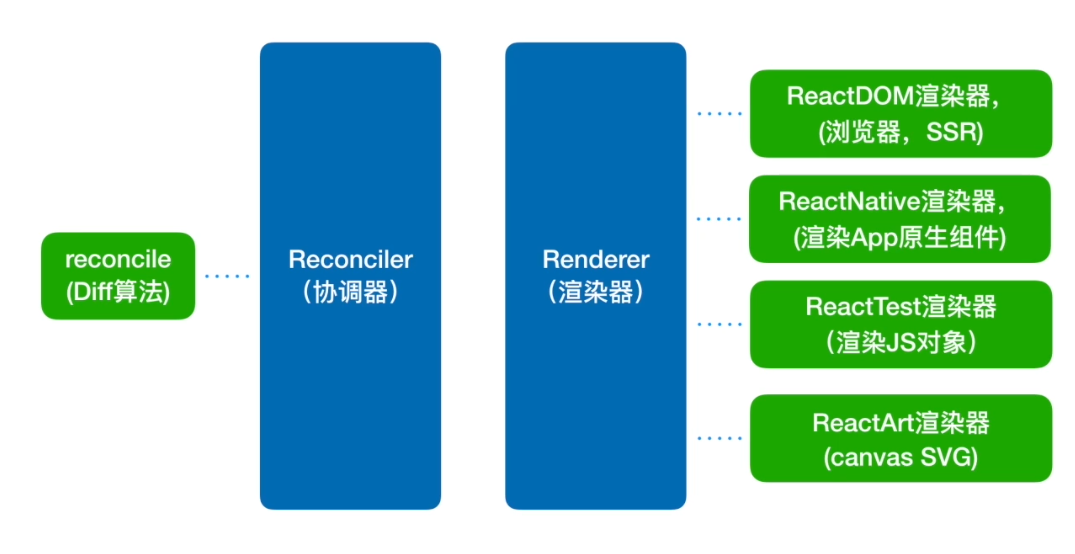 reconcile
(Diff算法)
Reconciler
（协调器）
Renderer
（渲染器）
ReactDOM渲染器，
(浏览器，SSR)
ReactNative渲染器，
(渲染App原生组件)
ReactTest渲染器
（渲染JS对象）
ReactArt渲染器
(canvas SVG)